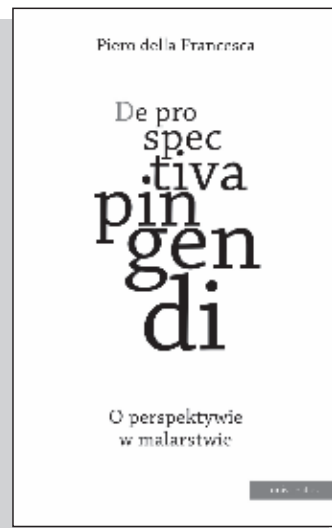 Piero della Francesca
De pro
spec
tiva
pin
gen
di
O perspektywie
w malarstwie